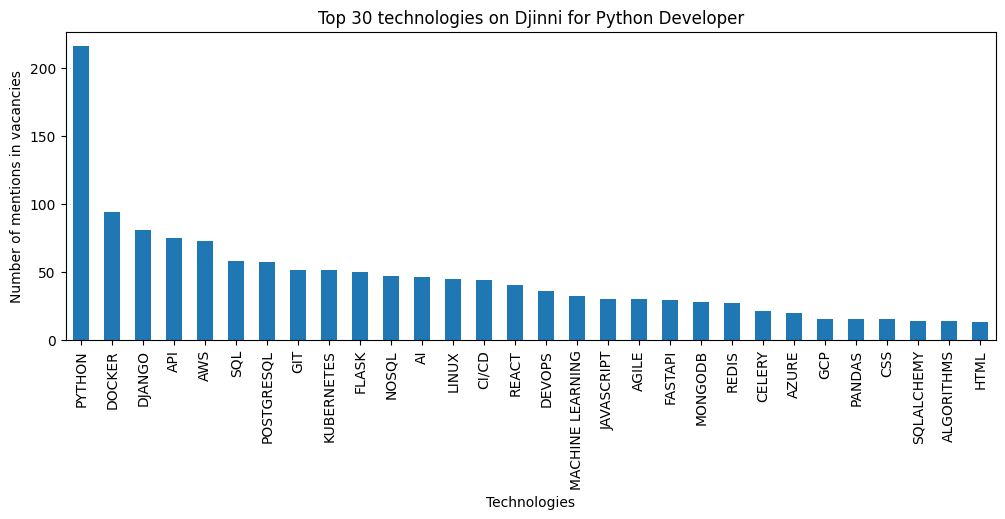 Top 30 technologies on Djinni for Python Developer
Number of mentions in vacancies
200
150
100
50
0
PYTHON
DOCKER
DJANGO
API
AWS
SQL
POSTGRESQL
GIT
KUBERNETES
FLASK
NOSQL
AI
LINUX
CI/CD
REACT
DEVOPS
MACHINE LEARNING
JAVASCRIPT
AGILE
FASTAPI
MONGODB
REDIS
CELERY
AZURE
GCP
PANDAS
CSS
SQLALCHEMY
ALGORITHMS
HTML
Technologies